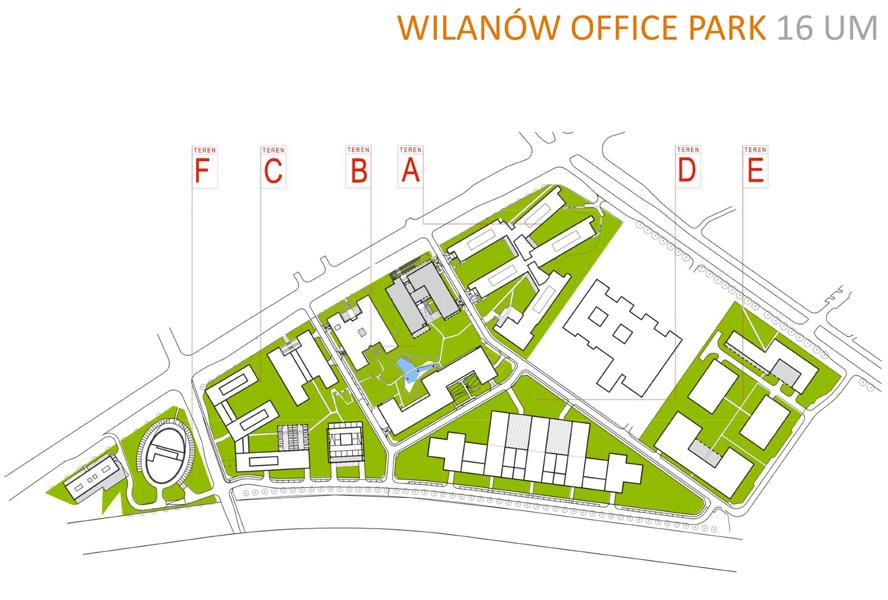 WILANÓW OFFICE PARK 16 UM
TEREN
F
TEREN
C
TEREN
B
TEREN
A
TEREN
D
TEREN
E